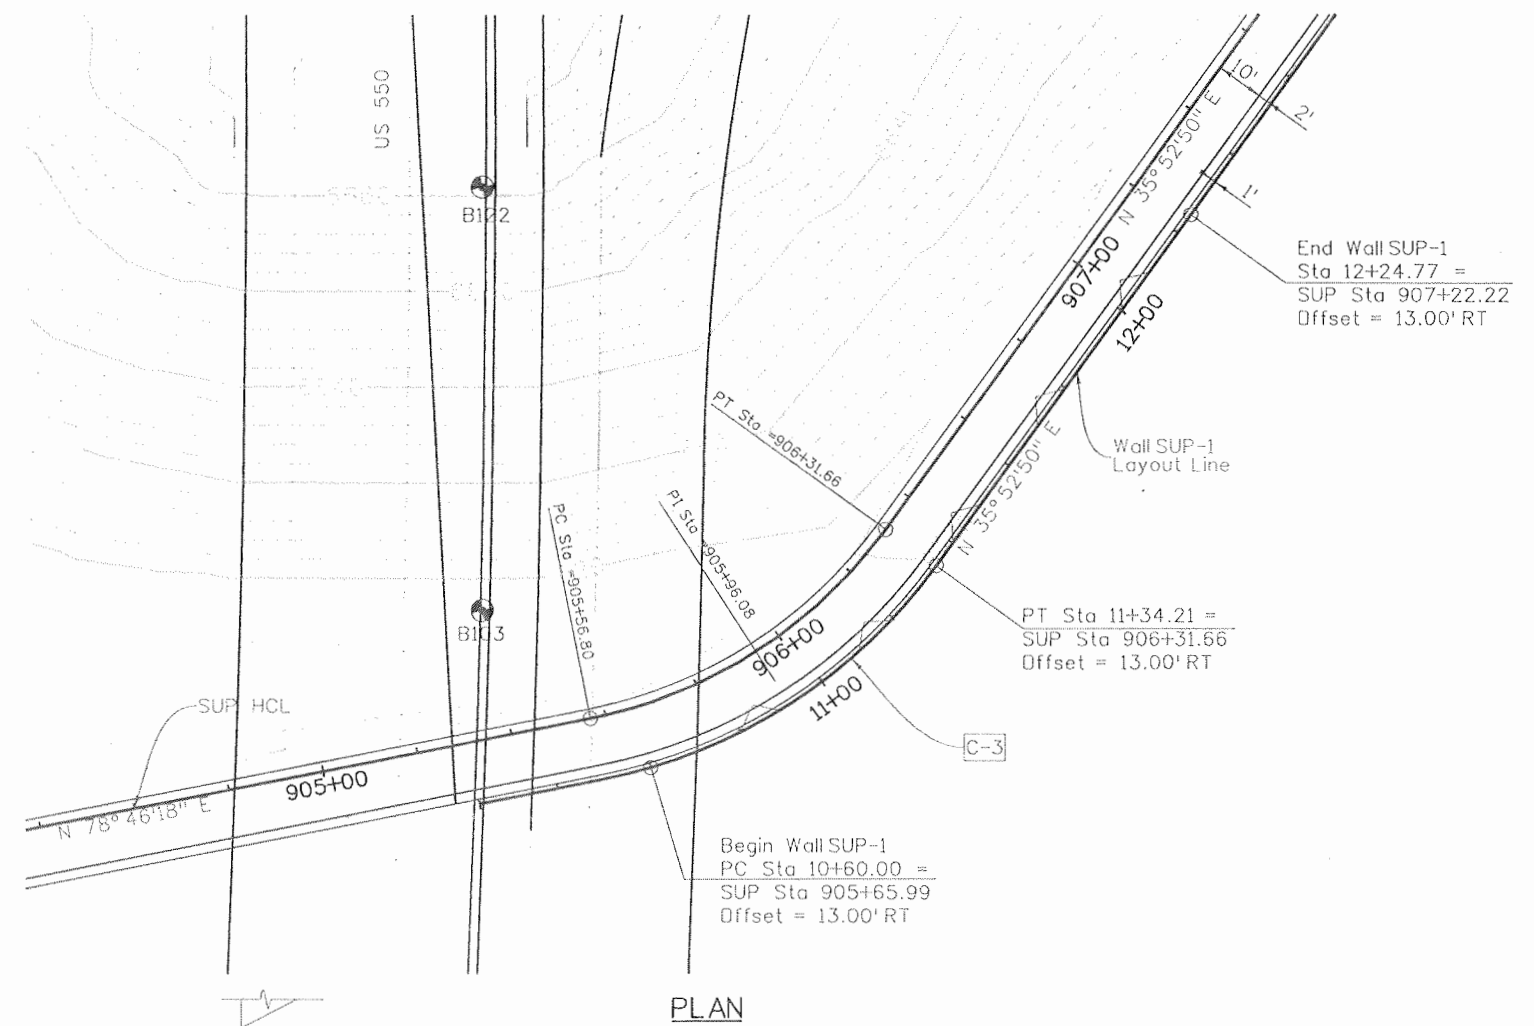 US 550
10'
2'
N 35° 52'50" E
1'
B122
907+00
End Wall SUP-1
Sta 12+24.77 =
SUP Sta 907+22.22
Offset = 13.00' RT
12+00
PT Sta =906+31.66
Wall SUP-1
Layout Line
N 35° 52'50" E
PI Sta =905+96.08
PC Sta =905+56.80
B103
906+00
PT Sta 11+34.21 =
SUP Sta 906+31.66
Offset = 13.00' RT
11+00
SUP HCL
C-3
905+00
N 78° 46'18" E
Begin Wall SUP-1
PC Sta 10+60.00 =
SUP Sta 905+65.99
Offset = 13.00' RT
PLAN